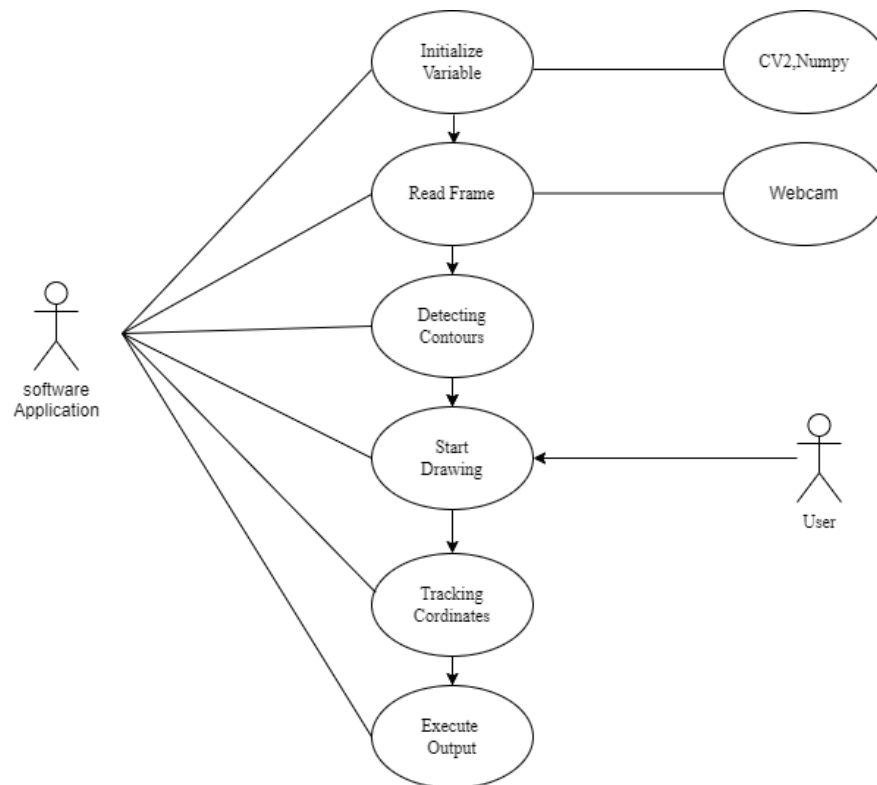 Initialize
Variable
CV2,Numpy
Read Frame
Webcam
Detecting
Contours
software
Application
Start
Drawing
User
Tracking
Cordinates
Execute
Output